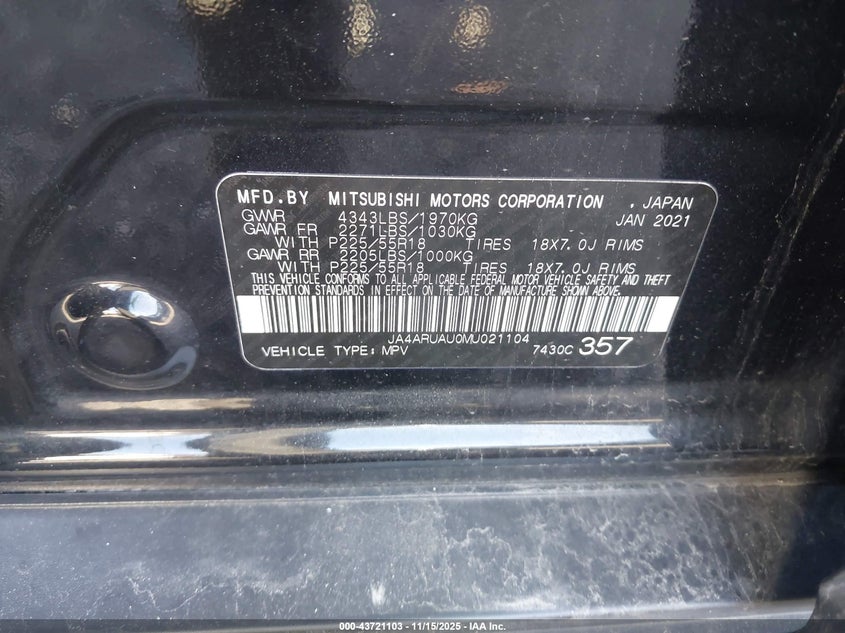 MFD.BY MITSUBISHI MOTORS CORPORATION , JAPAN
GVWR 4343LBS/1970KG JAN 2021
GAWR FR 2271LBS/1030KG
WITH P225/55R18 TIRES 18X7.0J RIMS
GAWR RR 2205LBS/1000KG
WITH P225/55R18 TIRES 18X7.0J RIMS
THIS VEHICLE CONFORMS TO ALL APPLICABLE FEDERAL MOTOR VEHICLE SAFETY AND THEFT
PREVENTION STANDARDS IN EFFECT ON THE DATE OF MANUFACTURE SHOWN ABOVE.
JA4ARUAU0MU021104
VEHICLE TYPE: MPV 7430C 357
000-43721103 - 11/15/2025 - IAA Inc.